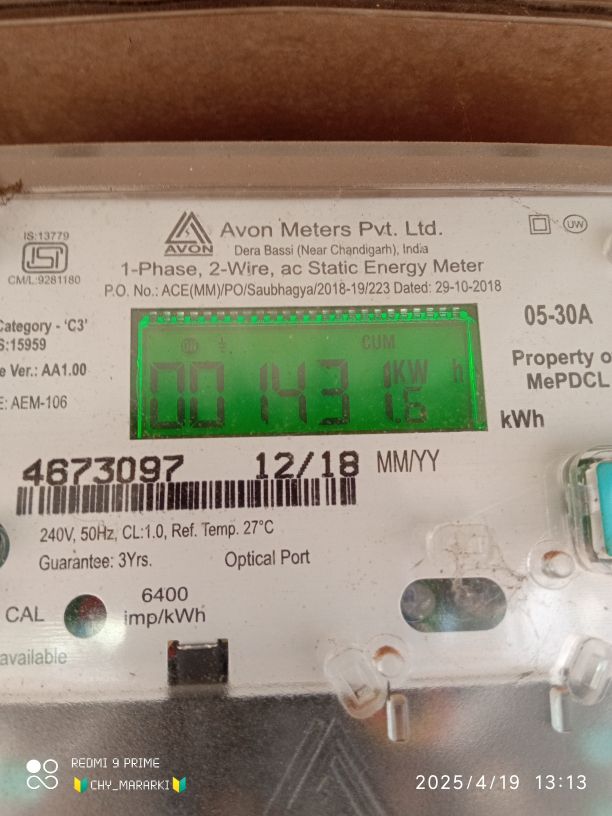 IS:13779
ISI
CM/L:9281180
AVON
Avon Meters Pvt. Ltd.
Dera Bassi (Near Chandigarh), India
UW
1-Phase, 2-Wire, ac Static Energy Meter
P.O. No.: ACE(MM)/PO/Saubhagya/2018-19/223 Dated: 29-10-2018
Category - 'C3'
S:15959
e Ver.: AA1.00
E: AEM-106
CUM
001431.6
KW h
05-30A
Property o
MePDCL
kWh
4673097 12/18 MM/YY
240V, 50Hz, CL:1.0, Ref. Temp. 27°C
Guarantee: 3Yrs. Optical Port
CAL
6400
imp/kWh
available
REDMI 9 PRIME
CHY_MARARKI
2025/4/19 13:13